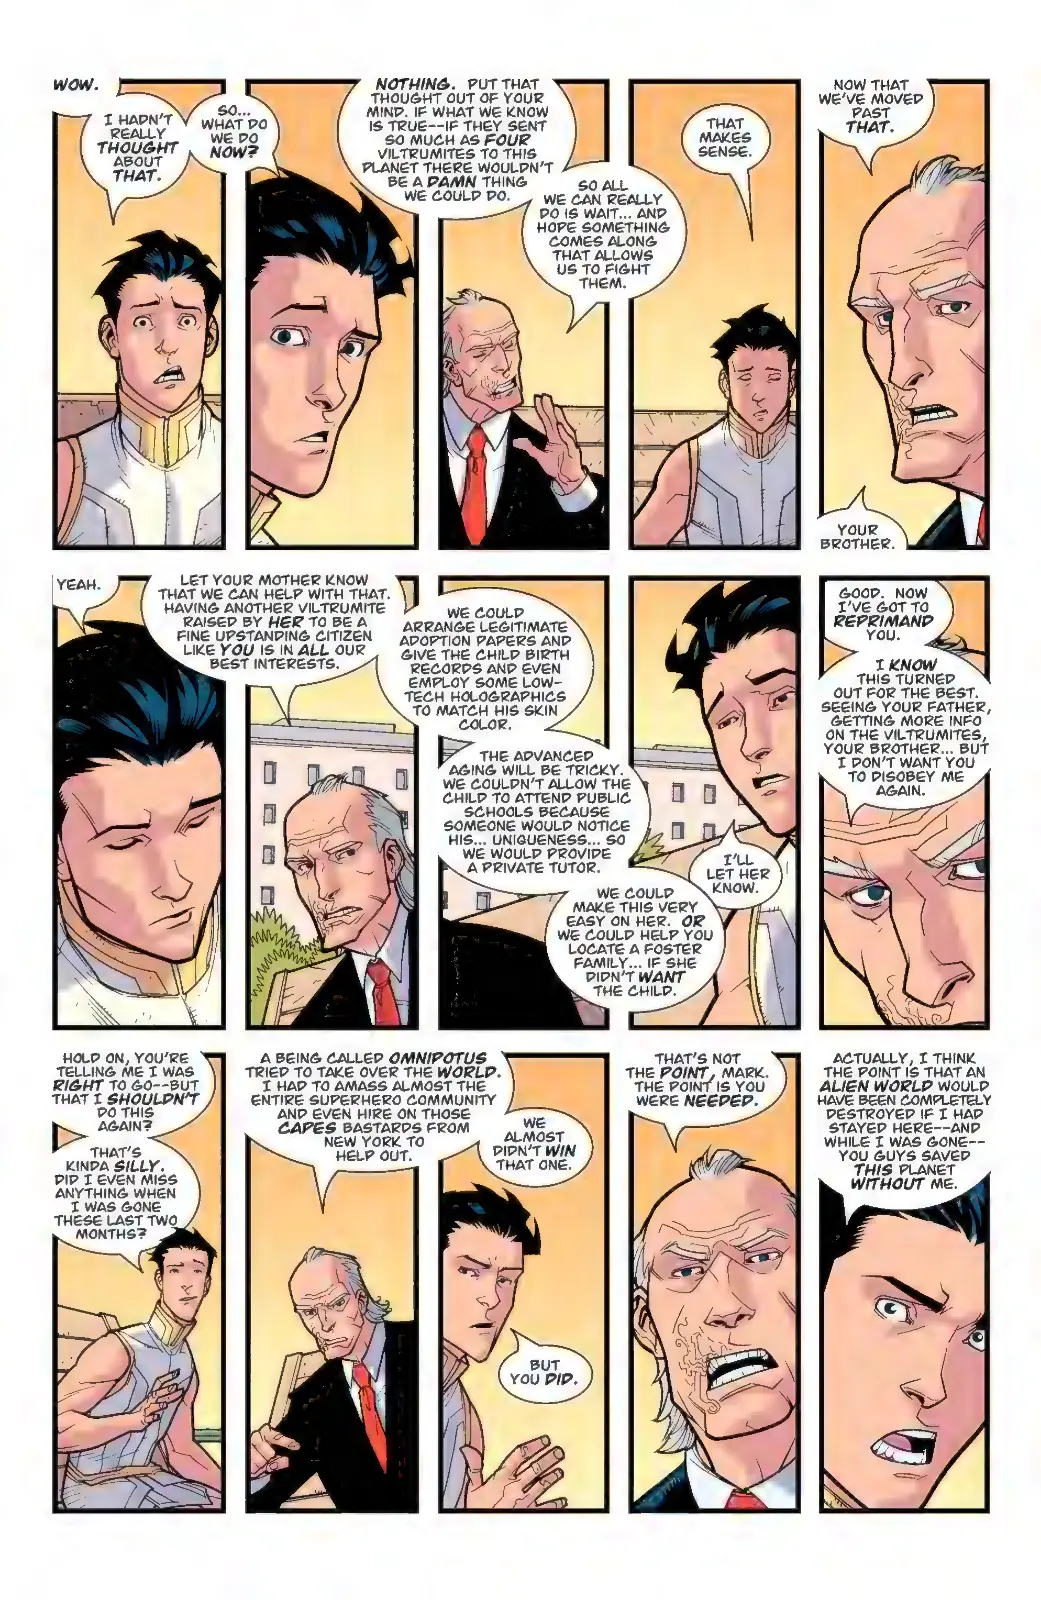 WOW.
I HADN'T
REALLY
THOUGHT
ABOUT
THAT.
SO...
WHAT DO
WE DO
NOW?
NOTHING. PUT THAT
THOUGHT OUT OF YOUR
MIND. IF WHAT WE KNOW
IS TRUE--IF THEY SENT
SO MUCH AS FOUR
VILTRUMITES TO THIS
PLANET THERE WOULDN'T
BE A DAMN THING
WE COULD DO.
SO ALL
WE CAN REALLY
DO IS WAIT... AND
HOPE SOMETHING
COMES ALONG
THAT ALLOWS
US TO FIGHT
THEM.
THAT
MAKES
SENSE.
NOW THAT
WE'VE MOVED
PAST
THAT.
YOUR
BROTHER.
YEAH.
LET YOUR MOTHER KNOW
THAT WE CAN HELP WITH THAT.
HAVING ANOTHER VILTRUMITE
RAISED BY HER TO BE A
FINE UPSTANDING CITIZEN
LIKE YOU IS IN ALL OUR
BEST INTERESTS.
WE COULD
ARRANGE LEGITIMATE
ADOPTION PAPERS AND
GIVE THE CHILD BIRTH
RECORDS AND EVEN
EMPLOY SOME LOW-
TECH HOLOGRAPHICS
TO MATCH HIS SKIN
COLOR.
THE ADVANCED
AGING WILL BE TRICKY.
WE COULDN'T ALLOW THE
CHILD TO ATTEND PUBLIC
SCHOOLS BECAUSE
SOMEONE WOULD NOTICE
HIS... UNIQUENESS... SO
WE WOULD PROVIDE
A PRIVATE TUTOR.
WE COULD
MAKE THIS VERY
EASY ON HER. OR
WE COULD HELP YOU
LOCATE A FOSTER
FAMILY... IF SHE
DIDN'T WANT
THE CHILD.
I'LL
LET HER
KNOW.
GOOD. NOW
I'VE GOT TO
REPRIMAND
YOU.
I KNOW
THIS TURNED
OUT FOR THE BEST.
SEEING YOUR FATHER,
GETTING MORE INFO
ON THE VILTRUMITES,
YOUR BROTHER... BUT
I DON'T WANT YOU
TO DISOBEY ME
AGAIN.
HOLD ON, YOU'RE
TELLING ME I WAS
RIGHT TO GO--BUT
THAT I SHOULDN'T
DO THIS
AGAIN?
THAT'S
KINDA SILLY.
DID I EVEN MISS
ANYTHING WHEN
I WAS GONE
THESE LAST TWO
MONTHS?
A BEING CALLED OMNIPOTUS
TRIED TO TAKE OVER THE WORLD.
I HAD TO AMASS ALMOST THE
ENTIRE SUPERHERO COMMUNITY
AND EVEN HIRE ON THOSE
CAPES BASTARDS FROM
NEW YORK TO
HELP OUT.
WE
ALMOST
DIDN'T WIN
THAT ONE.
BUT
YOU DID.
THAT'S NOT
THE POINT, MARK.
THE POINT IS YOU
WERE NEEDED.
ACTUALLY, I THINK
THE POINT IS THAT AN
ALIEN WORLD WOULD
HAVE BEEN COMPLETELY
DESTROYED IF I HAD
STAYED HERE--AND
WHILE I WAS GONE--
YOU GUYS SAVED
THIS PLANET
WITHOUT ME.